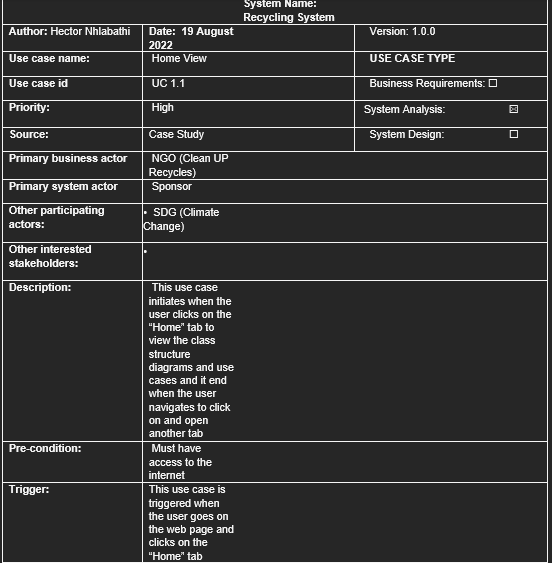 System Name:
Recycling System
Author: Hector Nhlabathi
Date: 19 August
2022
Version: 1.0.0
Use case name:
Home View
USE CASE TYPE
Use case id
UC 1.1
Business Requirements: ☐
Priority:
High
System Analysis: ☒
Source:
Case Study
System Design: ☐
Primary business actor
NGO (Clean UP
Recycles)
Primary system actor
Sponsor
Other participating
actors:
• SDG (Climate
Change)
Other interested
stakeholders:
•
Description:
This use case
initiates when the
user clicks on the
“Home” tab to
view the class
structure
diagrams and use
cases and it end
when the user
navigates to click
on and open
another tab
Pre-condition:
Must have
access to the
internet
Trigger:
This use case is
triggered when
the user goes on
the web page and
clicks on the
“Home” tab